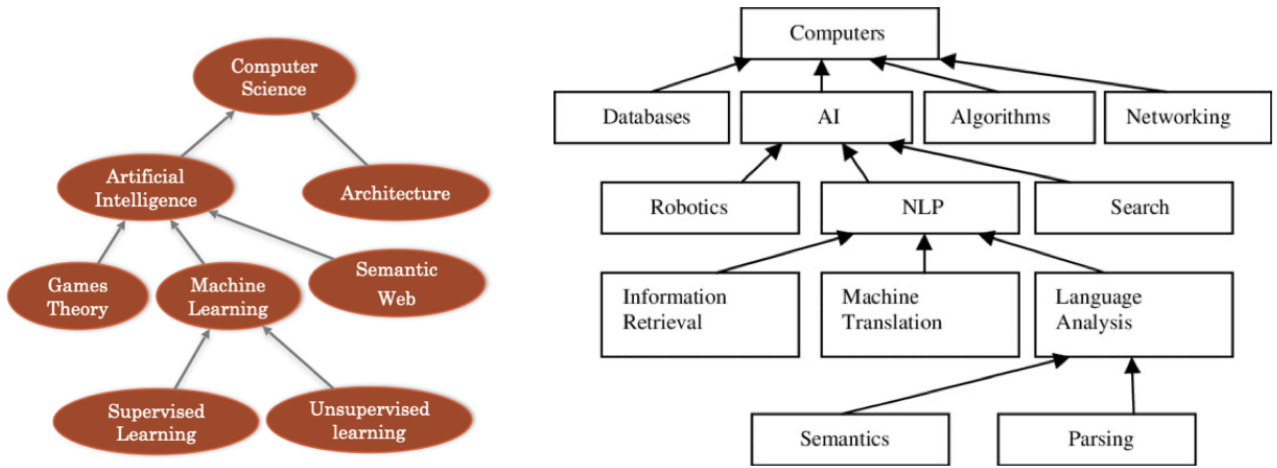 Computer
Science
Artificial
Intelligence
Architecture
Games
Theory
Machine
Learning
Semantic
Web
Supervised
Learning
Unsupervised
learning
Computers
Databases
AI
Algorithms
Networking
Robotics
NLP
Search
Information
Retrieval
Machine
Translation
Language
Analysis
Semantics
Parsing